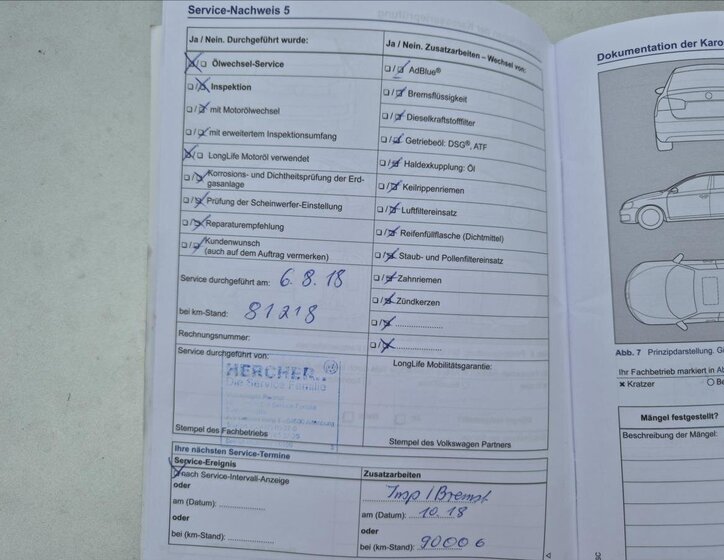 Service-Nachweis 5
Ja / Nein. Durchgeführt wurde:
Ölwechsel-Service
Inspektion
mit Motorölwechsel
mit erweitertem Inspektionsumfang
LongLife Motoröl verwendet
Korrosions- und Dichtheitsprüfung der Erd-
gasanlage
Prüfung der Scheinwerfer-Einstellung
Reparaturempfehlung
Kundenwunsch
(auch auf dem Auftrag vermerken)
Service durchgeführt am: 6.8.18
bei km-Stand: 81218
Rechnungsnummer:
Service durchgeführt von:
HERCHER
Die Service Familie
Stempel des Fachbetriebs
Ja / Nein. Zusatzarbeiten – Wechsel von:
AdBlue®
Bremsflüssigkeit
Dieselkraftstofffilter
Getriebeöl: DSG®, ATF
Haldexkupplung: Öl
Keilrippenriemen
Luftfiltereinsatz
Reifenfüllflasche (Dichtmittel)
Staub- und Pollenfiltereinsatz
Zahnriemen
Zündkerzen
LongLife Mobilitätsgarantie:
Stempel des Volkswagen Partners
Ihre nächsten Service-Termine
Service-Ereignis
nach Service-Intervall-Anzeige
oder
am (Datum):
oder
bei (km-Stand):
Zusatzarbeiten
Insp / Bremsf
am (Datum): 10.18
oder
bei (km-Stand): 90000
Dokumentation der Karos
Abb. 7 Prinzipdarstellung.
Ihr Fachbetrieb markiert in
x Kratzer
Mängel festgestellt?
Beschreibung der Mängel: